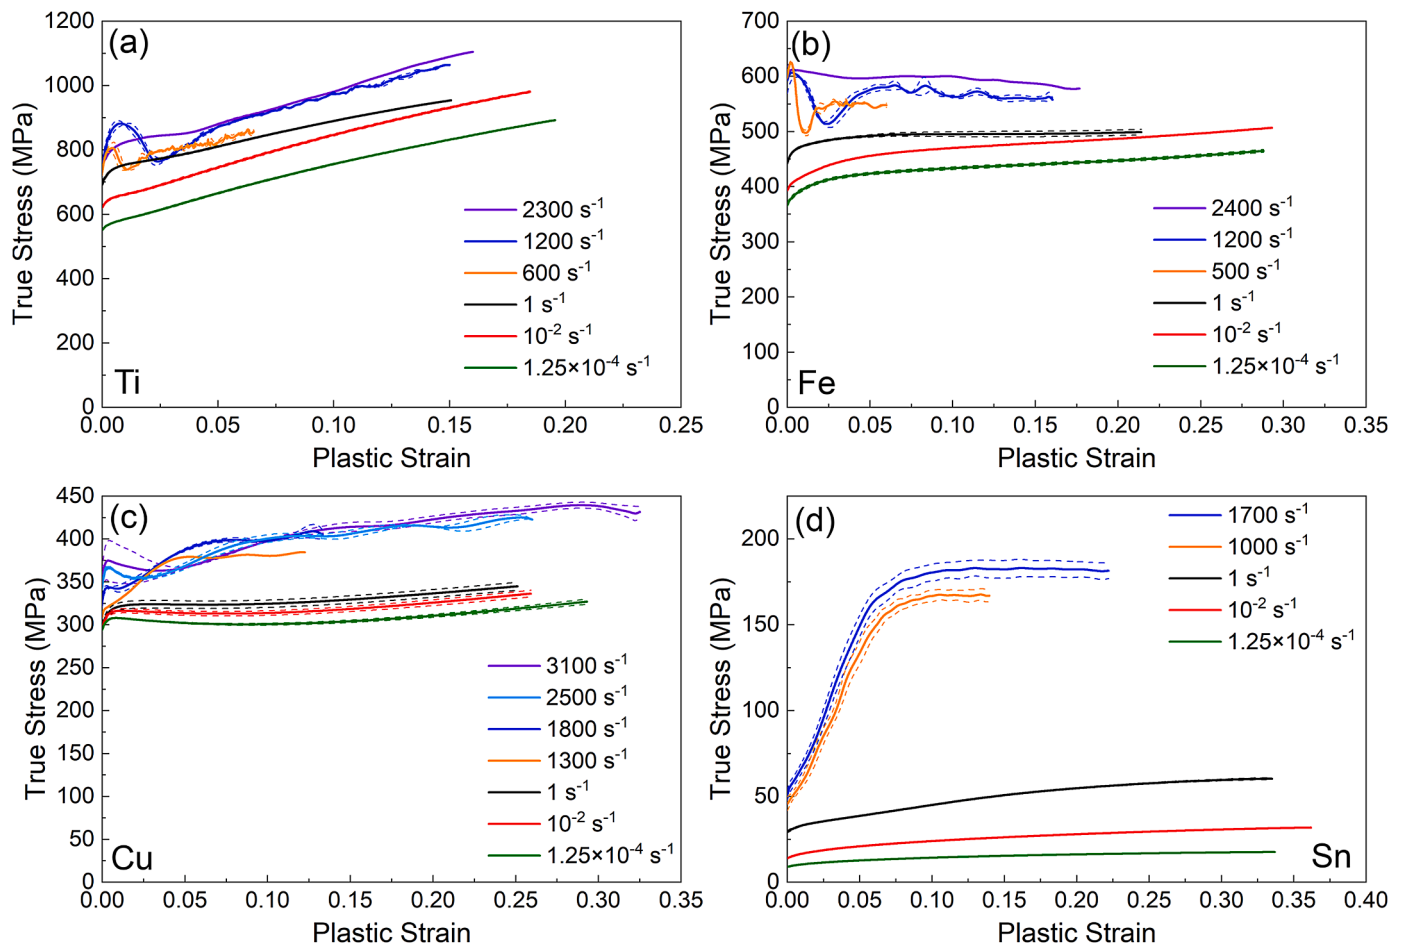 (a)
True Stress (MPa)
1200
1000
800
600
400
200
0
2300 s⁻¹
1200 s⁻¹
600 s⁻¹
1 s⁻¹
10⁻² s⁻¹
1.25×10⁻⁴ s⁻¹
Ti
0.00 0.05 0.10 0.15 0.20 0.25
Plastic Strain
(b)
True Stress (MPa)
700
600
500
400
300
200
100
0
2400 s⁻¹
1200 s⁻¹
500 s⁻¹
1 s⁻¹
10⁻² s⁻¹
1.25×10⁻⁴ s⁻¹
Fe
0.00 0.05 0.10 0.15 0.20 0.25 0.30 0.35
Plastic Strain
(c)
True Stress (MPa)
450
400
350
300
250
200
150
100
50
0
3100 s⁻¹
2500 s⁻¹
1800 s⁻¹
1300 s⁻¹
1 s⁻¹
10⁻² s⁻¹
1.25×10⁻⁴ s⁻¹
Cu
0.00 0.05 0.10 0.15 0.20 0.25 0.30 0.35
Plastic Strain
(d)
True Stress (MPa)
200
150
100
50
0
1700 s⁻¹
1000 s⁻¹
1 s⁻¹
10⁻² s⁻¹
1.25×10⁻⁴ s⁻¹
Sn
0.00 0.05 0.10 0.15 0.20 0.25 0.30 0.35 0.40
Plastic Strain